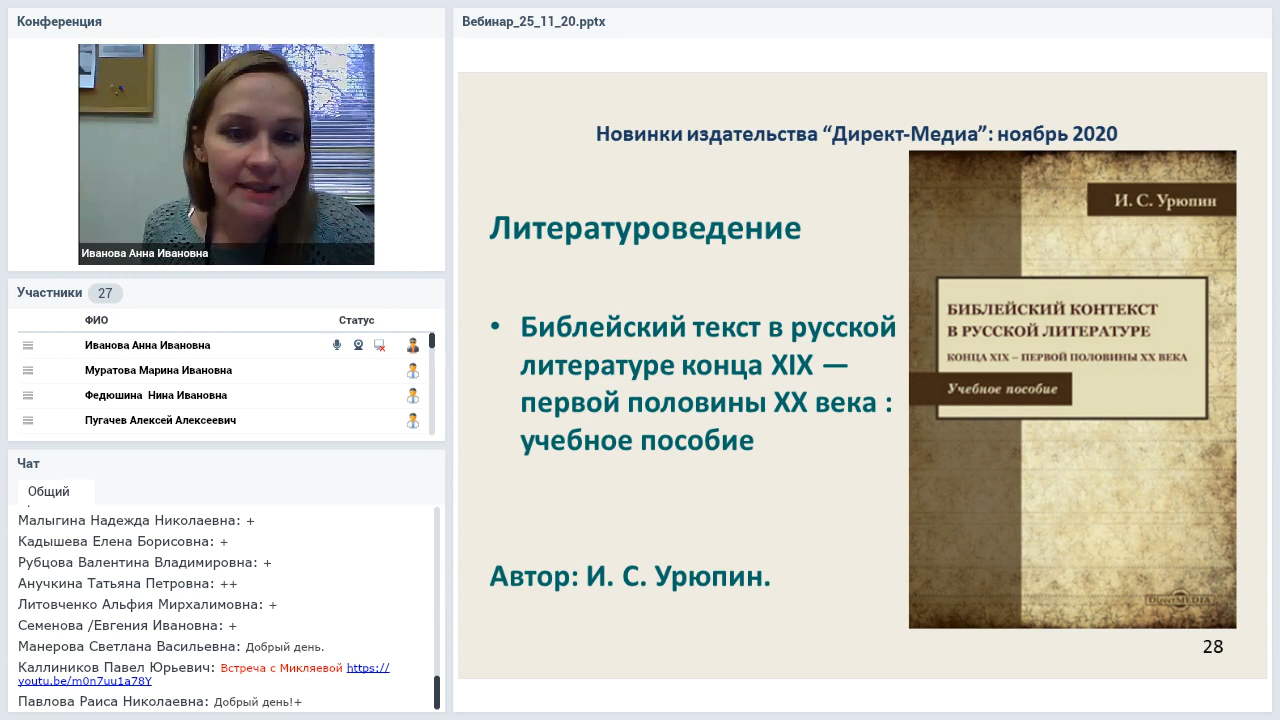 Конференция
Иванова Анна Ивановна
Участники 27
ФИО Статус
Иванова Анна Ивановна
Муратова Марина Ивановна
Федюшина Нина Ивановна
Пугачев Алексей Алексеевич
Чат
Общий
Малыгина Надежда Николаевна: +
Кадышева Елена Борисовна: +
Рубцова Валентина Владимировна: +
Анучкина Татьяна Петровна: ++
Литовченко Альфия Мирхалимовна: +
Семенова /Евгения Ивановна: +
Манерова Светлана Васильевна: Добрый день.
Каллиников Павел Юрьевич: Встреча с Микляевой https://
youtu.be/m0n7uu1a78Y
Павлова Раиса Николаевна: Добрый день!+
Вебинар_25_11_20.pptx
Новинки издательства “Директ-Медиа”: ноябрь 2020
Литературоведение
• Библейский текст в русской
литературе конца XIX —
первой половины XX века :
учебное пособие
Автор: И. С. Урюпин.
И. С. Урюпин
БИБЛЕЙСКИЙ КОНТЕКСТ
В РУССКОЙ ЛИТЕРАТУРЕ
КОНЦА XIX – ПЕРВОЙ ПОЛОВИНЫ XX ВЕКА
Учебное пособие
DirectMEDIA
28